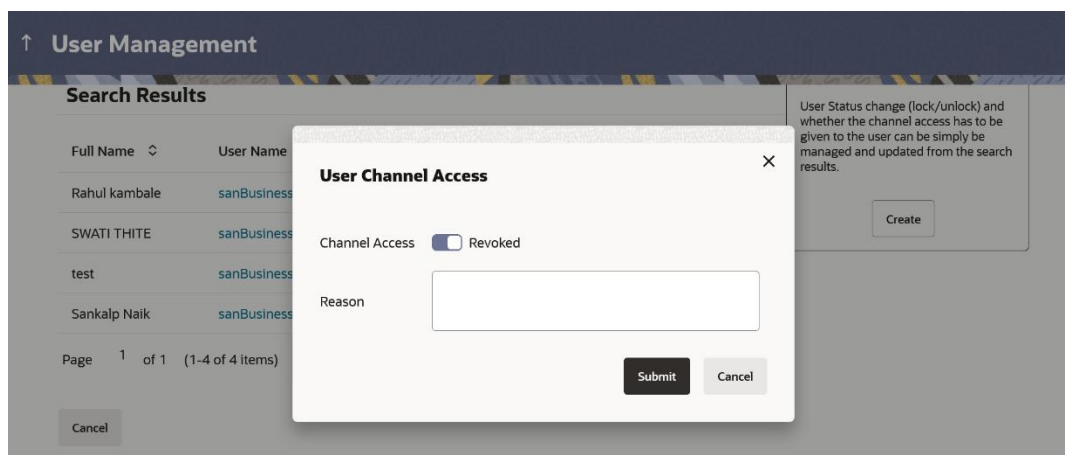 ↑ User Management
Search Results
Full Name User Name
Rahul kambale sanBusiness
SWATI THITE sanBusiness
test sanBusiness
Sankalp Naik sanBusiness
Page 1 of 1 (1-4 of 4 items)
Cancel
User Channel Access
Channel Access Revoked
Reason
Submit Cancel
User Status change (lock/unlock) and
whether the channel access has to be
given to the user can be simply be
managed and updated from the search
results.
Create